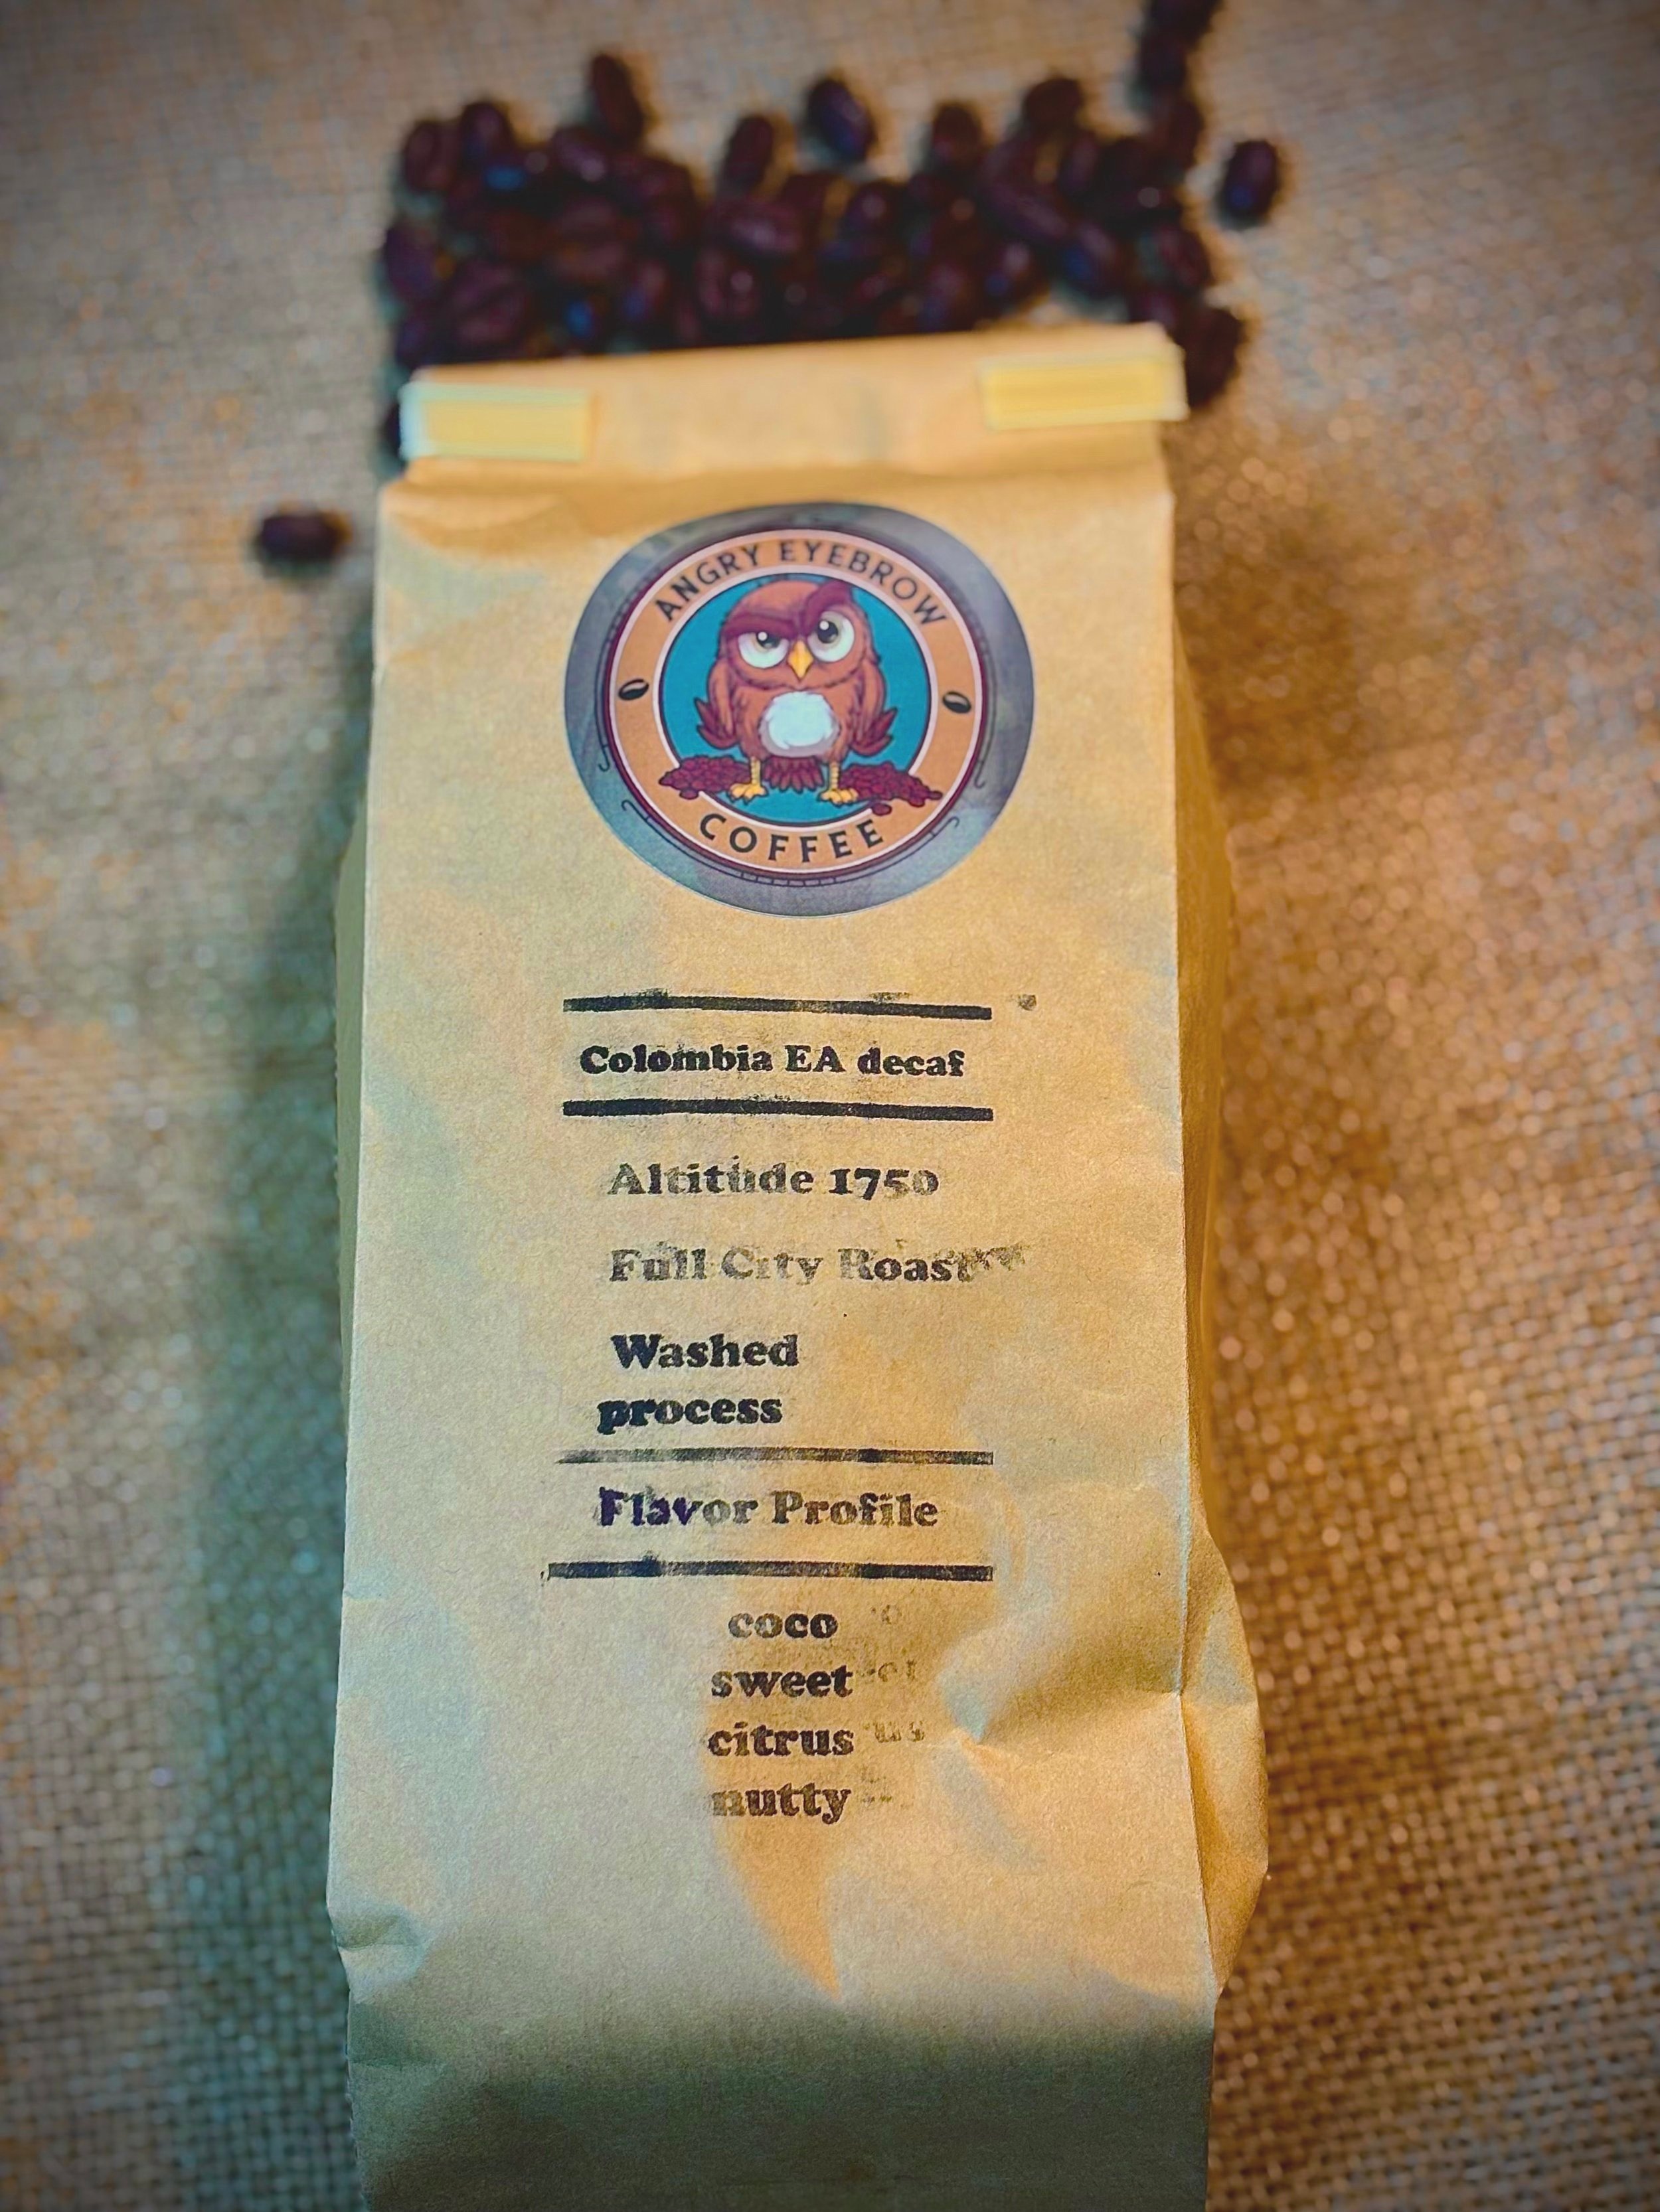 ANGRY EYEBROW
COFFEE
Colombia EA decaf
Altitude 1750
Full City Roast
Washed
process
Flavor Profile
coco
sweet
citrus
nutty